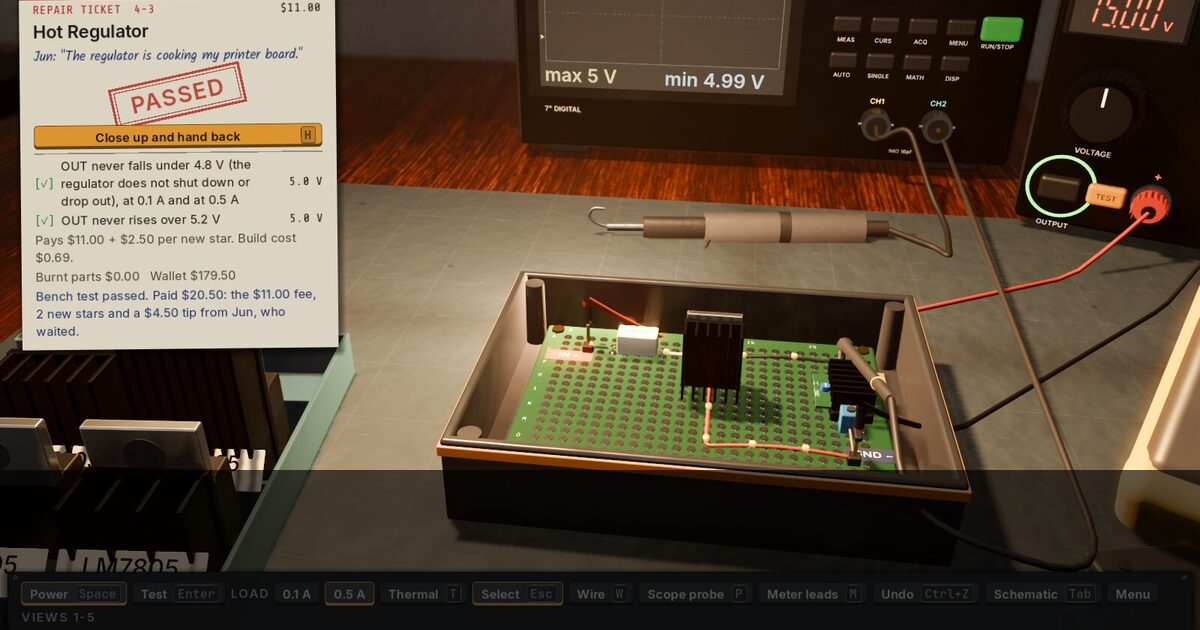 REPAIR TICKET 4-3 $11.00
Hot Regulator
Jun: "The regulator is cooking my printer board."
PASSED
Close up and hand back H
OUT never falls under 4.8 V (the
[√] regulator does not shut down or 5.0 V
drop out), at 0.1 A and at 0.5 A
[√] OUT never rises over 5.2 V 5.0 V
Pays $11.00 + $2.50 per new star. Build cost
$0.69.
Burnt parts $0.00 Wallet $179.50
Bench test passed. Paid $20.50: the $11.00 fee,
2 new stars and a $4.50 tip from Jun, who
waited.
max 5 V min 4.99 V
7" DIGITAL
MEAS CURS ACQ MENU RUN/STOP
AUTO SINGLE MATH DISP
CH1 CH2
15.00 V
VOLTAGE
+
TEST
OUTPUT
IN +
15
20
GND -
LM7805
Power Space Test Enter LOAD 0.1 A 0.5 A Thermal T Select Esc Wire W Scope probe P Meter leads M Undo Ctrl+Z Schematic Tab Menu
VIEWS 1-5